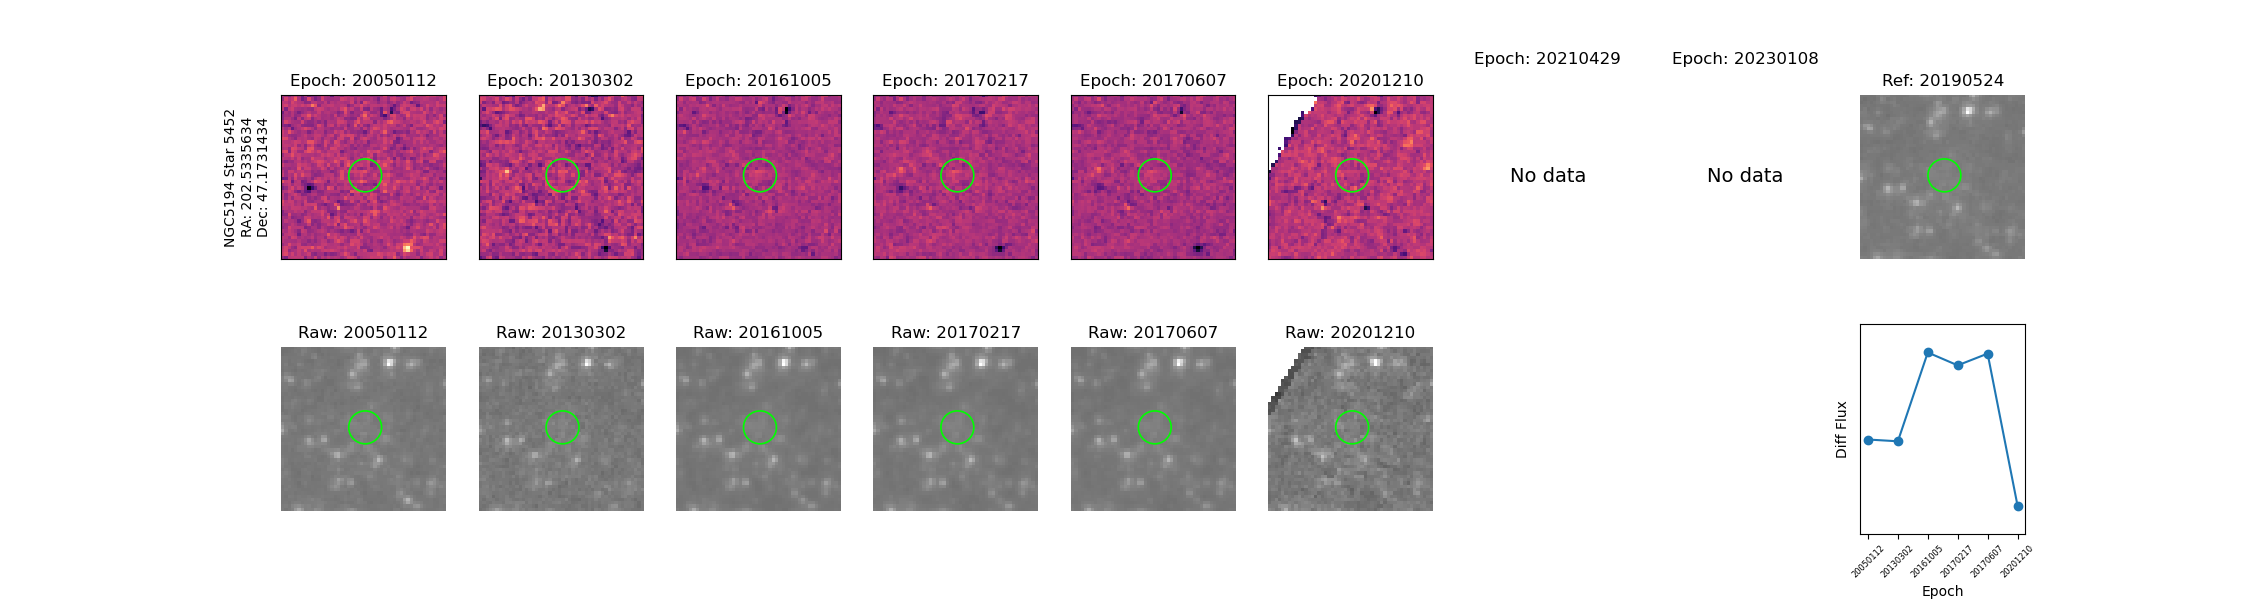 Epoch: 20210429
Epoch: 20230108
Epoch: 20050112
Epoch: 20130302
Epoch: 20161005
Epoch: 20170217
Epoch: 20170607
Epoch: 20201210
Ref: 20190524
NGC5194 Star 5452
RA: 202.5335634
Dec: 47.1731434
No data
No data
Raw: 20050112
Raw: 20130302
Raw: 20161005
Raw: 20170217
Raw: 20170607
Raw: 20201210
Diff Flux
20050112
20130302
20161005
20170217
20170607
20201210
Epoch